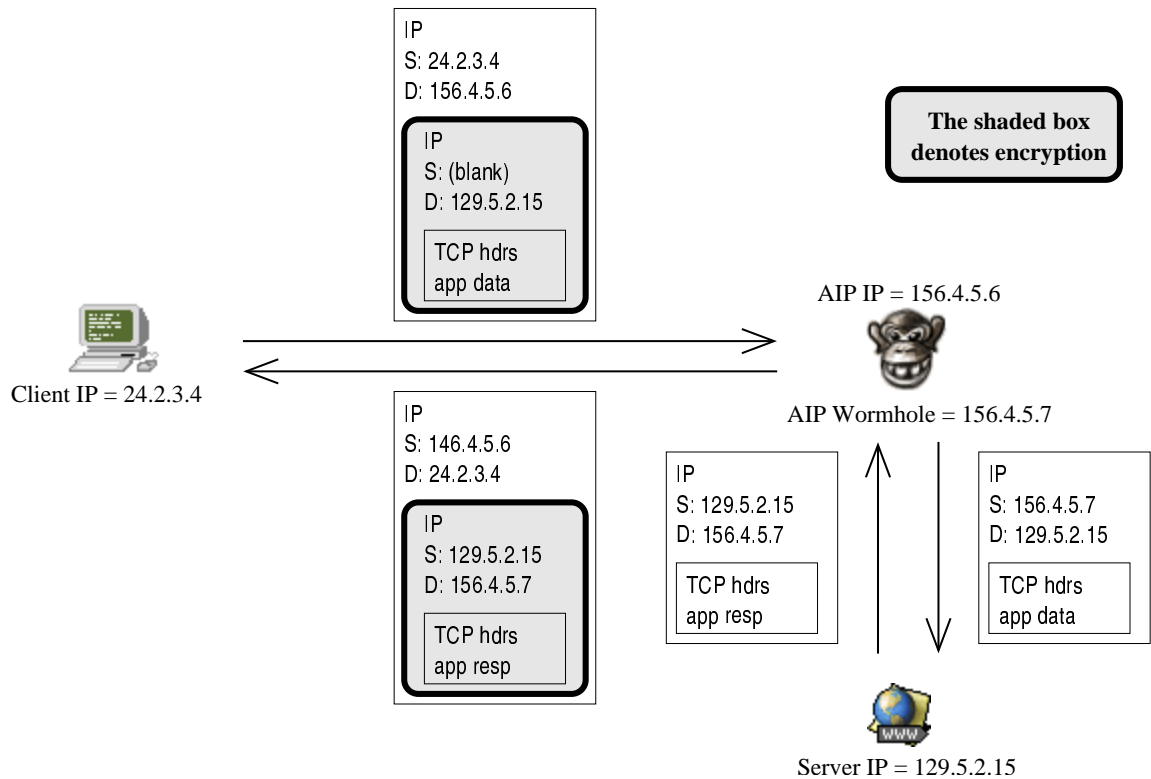 IP
S: 24.2.3.4
D: 156.4.5.6
IP
S: (blank)
D: 129.5.2.15
TCP hdrs
app data
The shaded box
denotes encryption
AIP IP = 156.4.5.6
Client IP = 24.2.3.4
AIP Wormhole = 156.4.5.7
IP
S: 146.4.5.6
D: 24.2.3.4
IP
S: 129.5.2.15
D: 156.4.5.7
TCP hdrs
app resp
IP
S: 129.5.2.15
D: 156.4.5.7
TCP hdrs
app resp
IP
S: 156.4.5.7
D: 129.5.2.15
TCP hdrs
app data
WWW
Server IP = 129.5.2.15